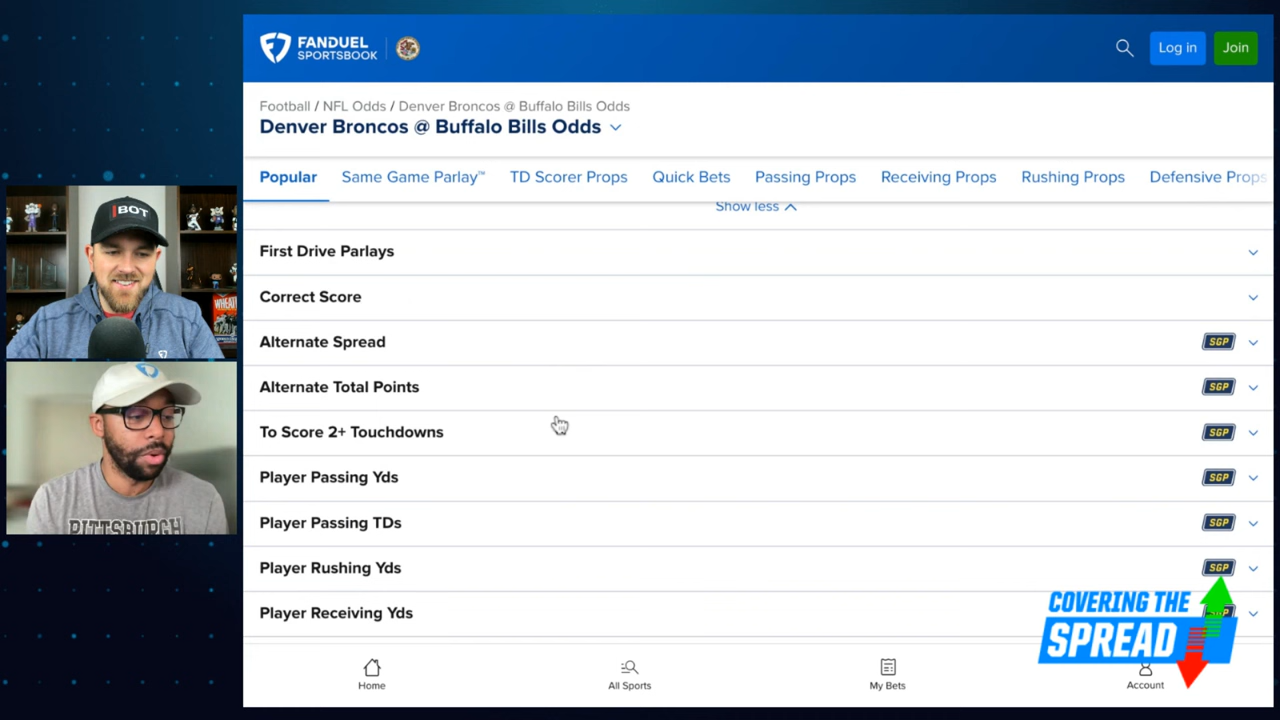 FANDUEL
SPORTSBOOK
Log in
Join
Football / NFL Odds / Denver Broncos @ Buffalo Bills Odds
Denver Broncos @ Buffalo Bills Odds
Popular
Same Game Parlay™
TD Scorer Props
Quick Bets
Passing Props
Receiving Props
Rushing Props
Defensive Props
Show less
First Drive Parlays
Correct Score
Alternate Spread
SGP
Alternate Total Points
SGP
To Score 2+ Touchdowns
SGP
Player Passing Yds
SGP
Player Passing TDs
SGP
Player Rushing Yds
SGP
Player Receiving Yds
SGP
Home
All Sports
My Bets
Account
COVERING THE
SPREAD
IBOT
WHEATI
PITTSBURGH